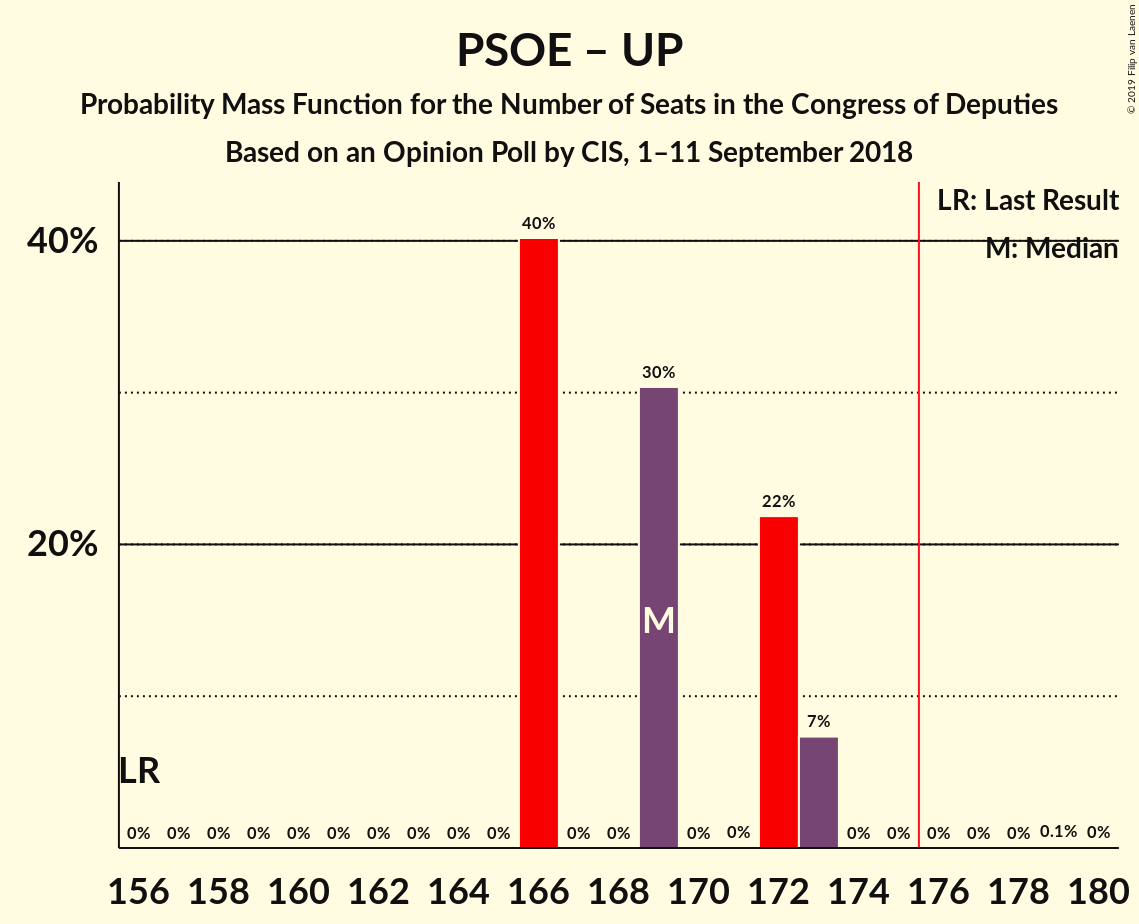 PSOE – UP
Probability Mass Function for the Number of Seats in the Congress of Deputies
Based on an Opinion Poll by CIS, 1–11 September 2018
© 2019 Filip van Laenen
LR: Last Result
M: Median
40%
20%
40%
30%
22%
7%
M
LR
0% 0% 0% 0% 0% 0% 0% 0% 0% 0% 0% 0% 0% 0% 0% 0% 0% 0% 0% 0.1% 0%
156 158 160 162 164 166 168 170 172 174 176 178 180